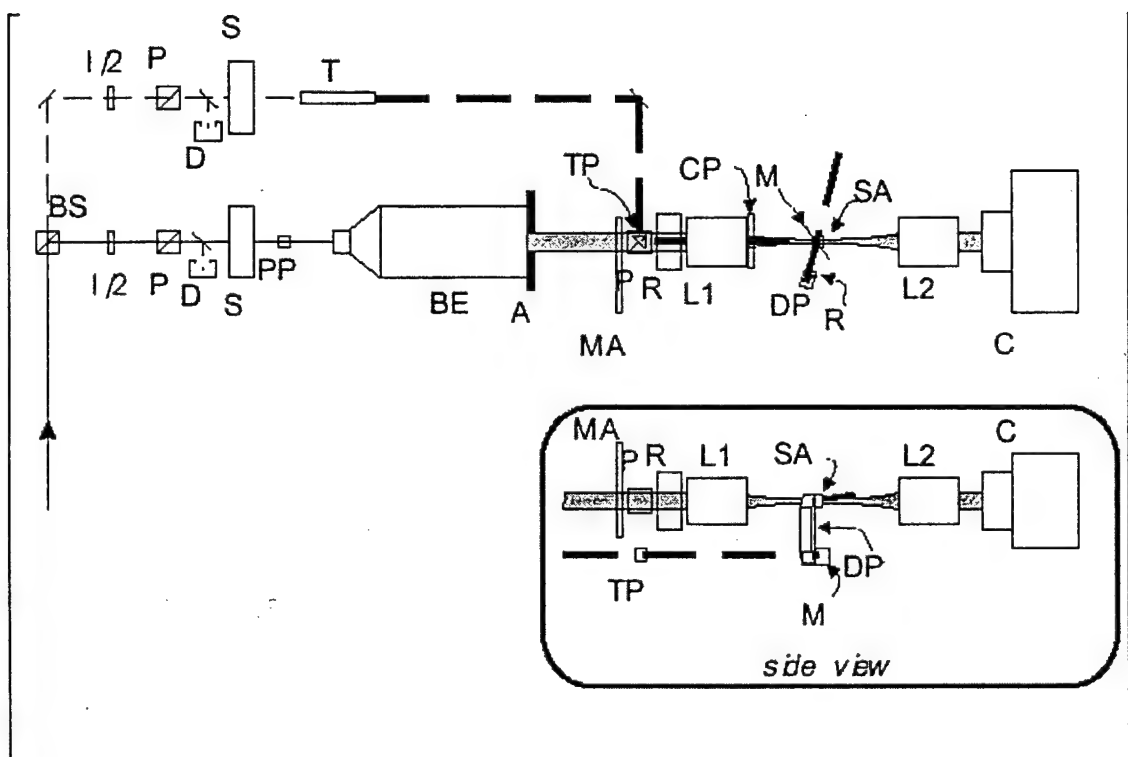 S
l/2 P T
D
TP CP M SA
BS
l/2 P D S PP BE A P R L1 DP R L2
MA C
MA P R L1 SA L2 C
TP DP
M
side view